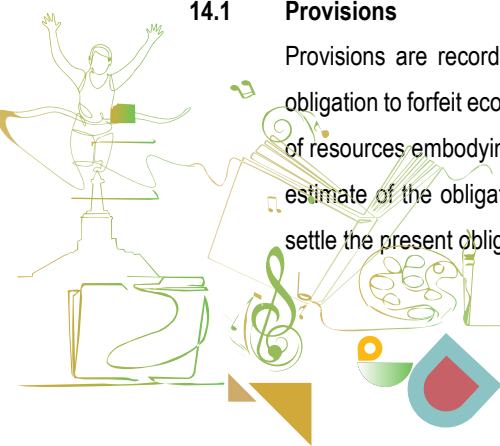 14.1 Provisions
Provisions are record
obligation to forfeit eco
of resources embodyin
estimate of the obligat
settle the present oblig